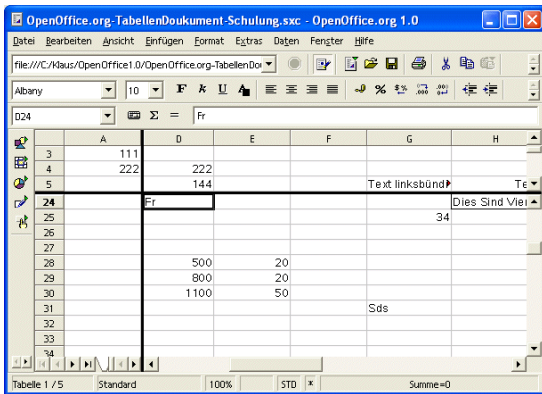 OpenOffice.org-TabellenDoukument-Schulung.sxc - OpenOffice.org 1.0
Datei Bearbeiten Ansicht Einfügen Format Extras Daten Fenster Hilfe
file:///C:/Klaus/OpenOffice1.0/OpenOffice.org-TabellenDo
Albany 10 F k U A % 
D24 Σ = Fr
A D E F G H
3 111
4 222 222
5 144 Text linksbünd Te
24 Fr Dies Sind Vier
25 34
26
27
28 500 20
29 800 20
30 1100 50
31 Sds
32
33
34
Tabelle 1 / 5 Standard 100% STD * Summe=0